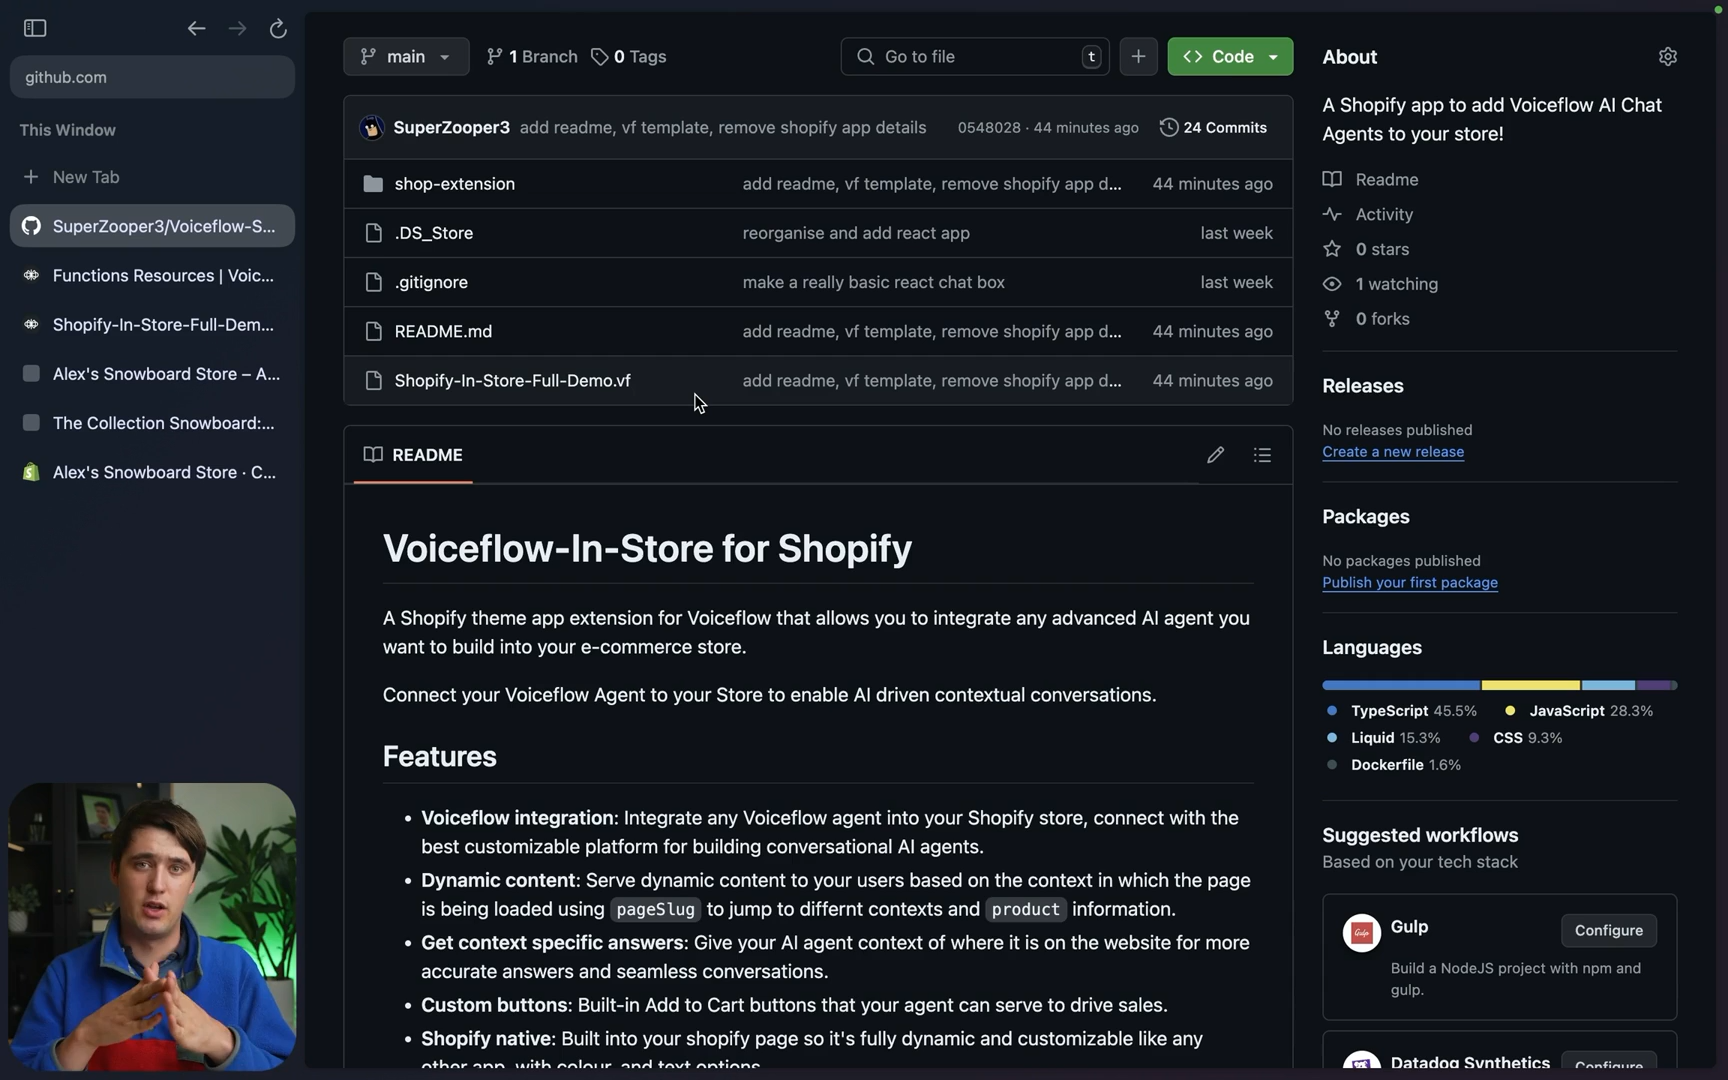 github.com
This Window
New Tab
SuperZooper3/Voiceflow-S...
Functions Resources | Voic...
Shopify-In-Store-Full-Dem...
Alex's Snowboard Store – A...
The Collection Snowboard:...
Alex's Snowboard Store · C...
main
1 Branch
0 Tags
Go to file
t
Code
SuperZooper3 add readme, vf template, remove shopify app details 0548028 · 44 minutes ago 24 Commits
shop-extension add readme, vf template, remove shopify app d... 44 minutes ago
.DS_Store reorganise and add react app last week
.gitignore make a really basic react chat box last week
README.md add readme, vf template, remove shopify app d... 44 minutes ago
Shopify-In-Store-Full-Demo.vf add readme, vf template, remove shopify app d... 44 minutes ago
README
Voiceflow-In-Store for Shopify
A Shopify theme app extension for Voiceflow that allows you to integrate any advanced AI agent you
want to build into your e-commerce store.
Connect your Voiceflow Agent to your Store to enable AI driven contextual conversations.
Features
• Voiceflow integration: Integrate any Voiceflow agent into your Shopify store, connect with the
best customizable platform for building conversational AI agents.
• Dynamic content: Serve dynamic content to your users based on the context in which the page
is being loaded using pageSlug to jump to differnt contexts and product information.
• Get context specific answers: Give your AI agent context of where it is on the website for more
accurate answers and seamless conversations.
• Custom buttons: Built-in Add to Cart buttons that your agent can serve to drive sales.
• Shopify native: Built into your shopify page so it's fully dynamic and customizable like any
other app, with colour, and text options.
About
A Shopify app to add Voiceflow AI Chat
Agents to your store!
Readme
Activity
0 stars
1 watching
0 forks
Releases
No releases published
Create a new release
Packages
No packages published
Publish your first package
Languages
TypeScript 45.5% JavaScript 28.3%
Liquid 15.3% CSS 9.3%
Dockerfile 1.6%
Suggested workflows
Based on your tech stack
Gulp
Gulp
Configure
Build a NodeJS project with npm and
gulp.
Datadog Synthetics
Configure